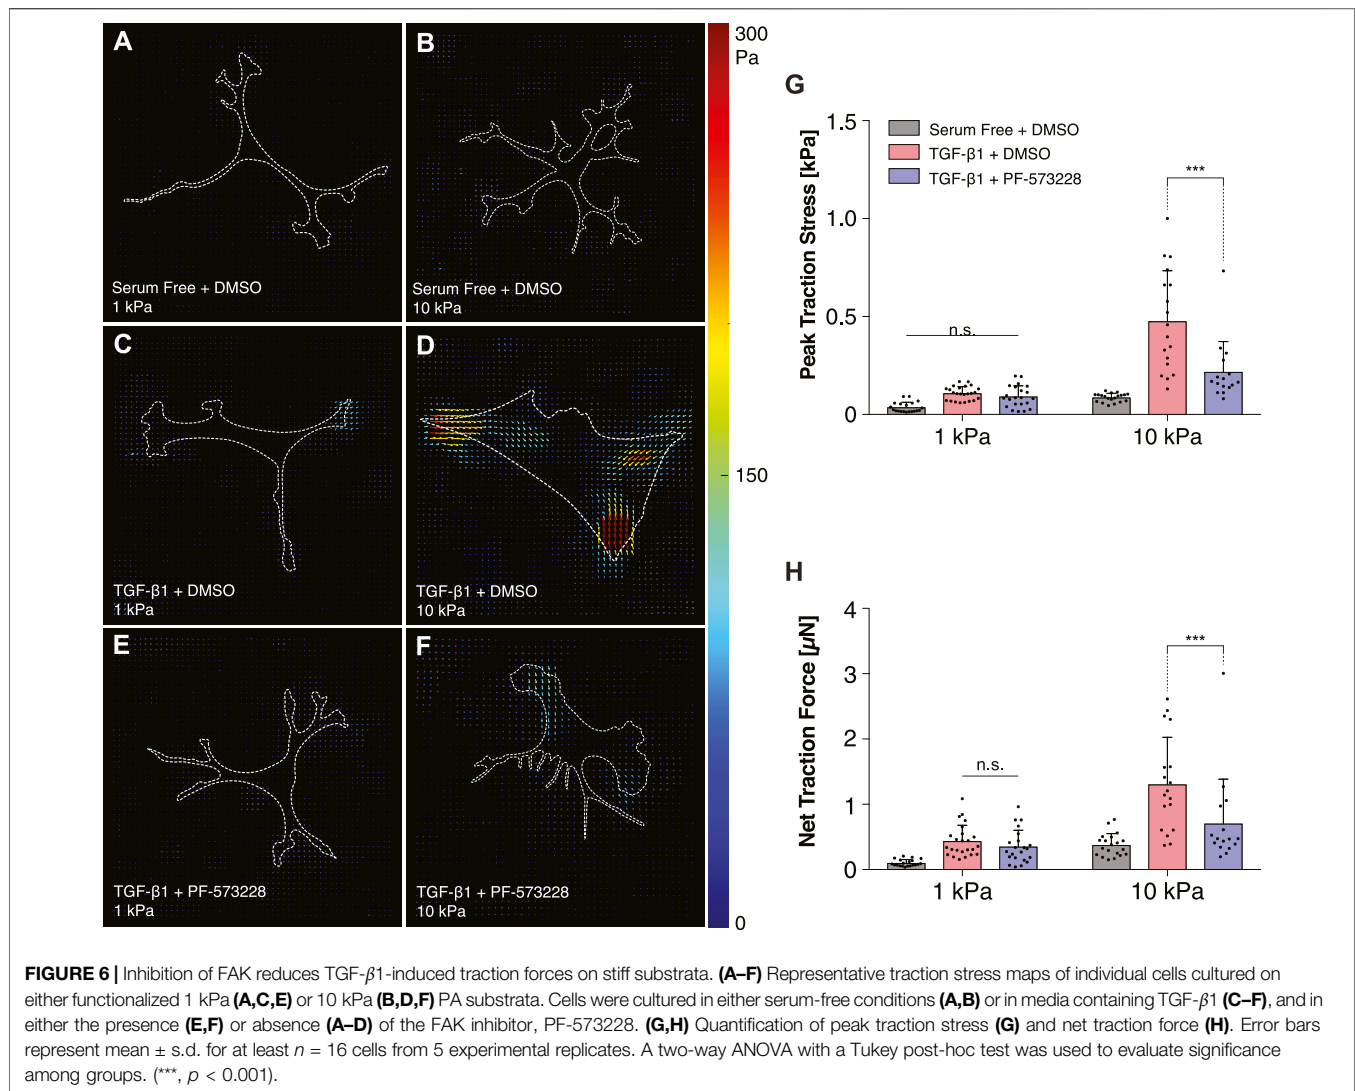 A
B
300
Pa
Serum Free + DMSO
1 kPa
Serum Free + DMSO
10 kPa
C
D
150
TGF-β1 + DMSO
1 kPa
TGF-β1 + DMSO
10 kPa
E
F
TGF-β1 + PF-573228
1 kPa
TGF-β1 + PF-573228
10 kPa
0
G
Peak Traction Stress [kPa]
1.5
1.0
0.5
0
Serum Free + DMSO
TGF-β1 + DMSO
TGF-β1 + PF-573228
n.s.
***
1 kPa
10 kPa
H
Net Traction Force [µN]
4
3
2
1
0
n.s.
***
1 kPa
10 kPa
FIGURE 6 | Inhibition of FAK reduces TGF-β1-induced traction forces on stiff substrata. (A–F) Representative traction stress maps of individual cells cultured on
either functionalized 1 kPa (A,C,E) or 10 kPa (B,D,F) PA substrata. Cells were cultured in either serum-free conditions (A,B) or in media containing TGF-β1 (C–F), and in
either the presence (E,F) or absence (A–D) of the FAK inhibitor, PF-573228. (G,H) Quantification of peak traction stress (G) and net traction force (H). Error bars
represent mean ± s.d. for at least n = 16 cells from 5 experimental replicates. A two-way ANOVA with a Tukey post-hoc test was used to evaluate significance
among groups. (***, p < 0.001).